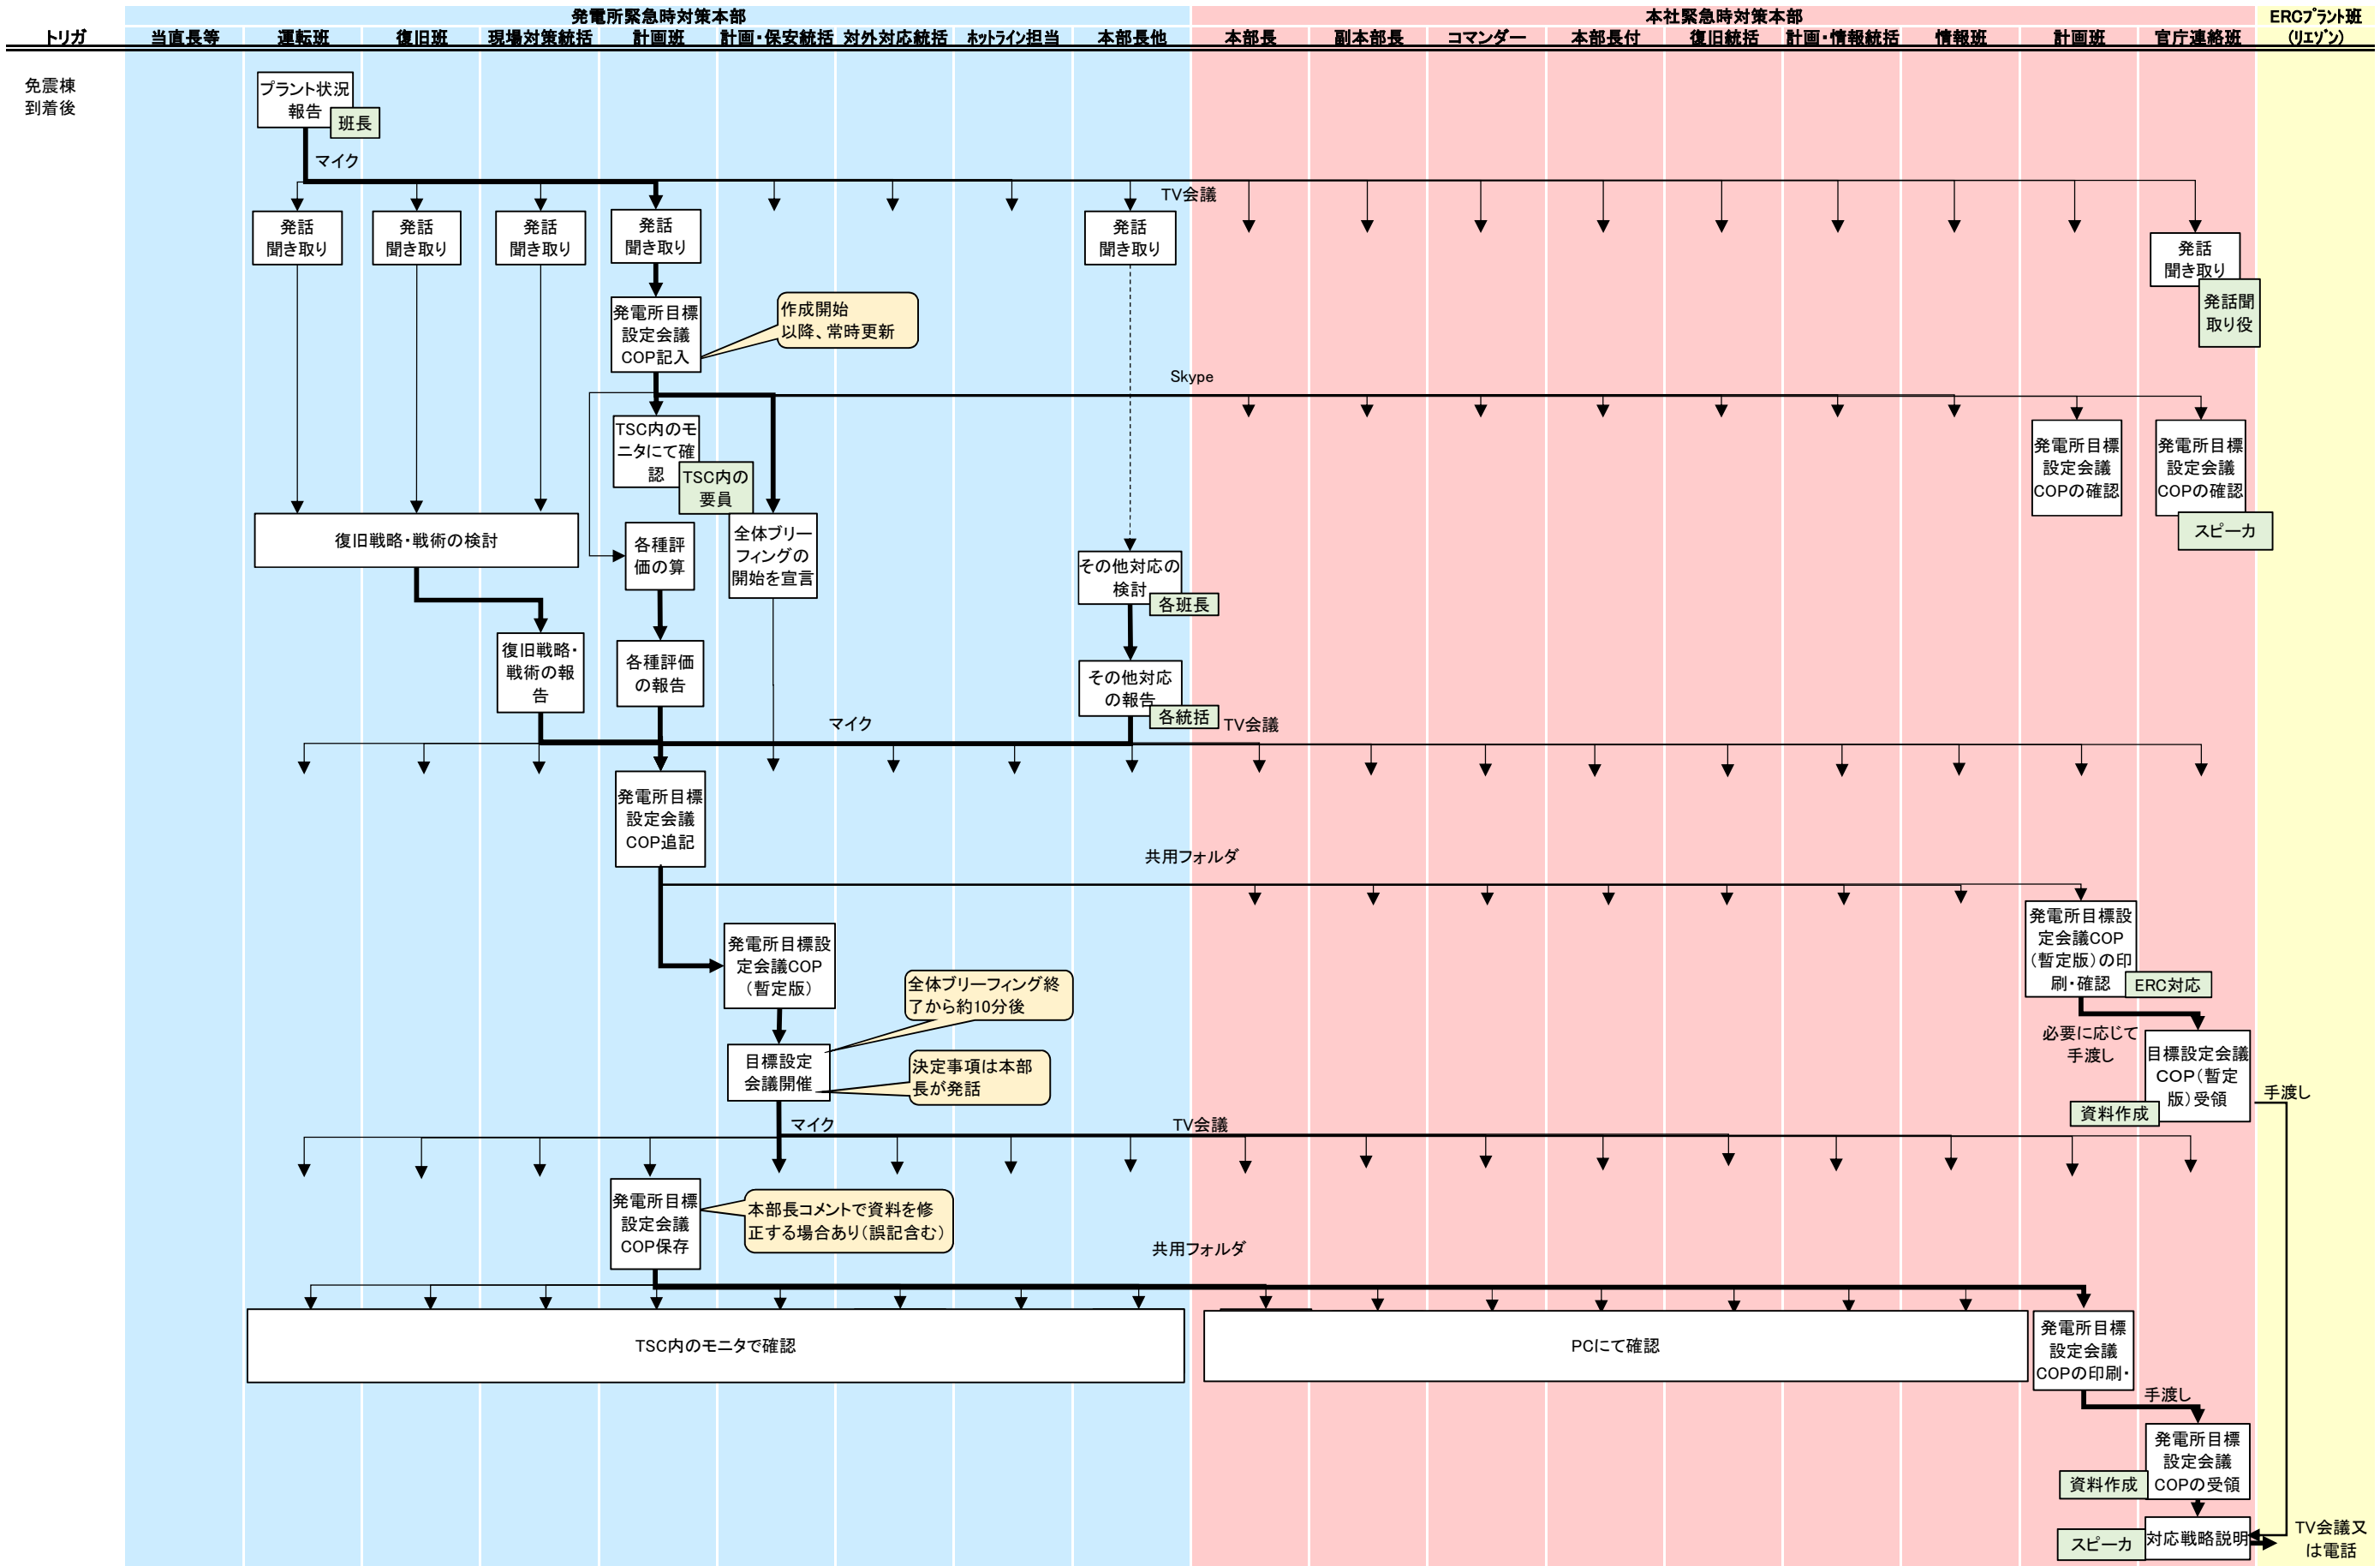 発電所緊急時対策本部
本社緊急時対策本部
ERCプラント班
(リエゾン)
トリガ
当直長等
運転班
復旧班
現場対策統括
計画班
計画・保安統括
対外対応統括
ホットライン担当
本部長他
本部長
副本部長
コマンダー
本部長付
復旧統括
計画・情報統括
情報班
計画班
官庁連絡班
免震棟
到着後
プラント状況
報告
班長
マイク
TV会議
発話
聞き取り
発話
聞き取り
発話
聞き取り
発話
聞き取り
発話
聞き取り
発話
聞き取り
発話聞
取り役
発電所目標
設定会議
COP記入
作成開始
以降、常時更新
Skype
TSC内のモ
ニタにて確
認
TSC内の
要員
発電所目標
設定会議
COPの確認
発電所目標
設定会議
COPの確認
スピーカ
復旧戦略・戦術の検討
各種評
価の算
全体ブリー
フィングの
開始を宣言
その他対応の
検討
各班長
復旧戦略・
戦術の報
告
各種評価
の報告
その他対応
の報告
各統括
マイク
TV会議
発電所目標
設定会議
COP追記
共用フォルダ
発電所目標設
定会議COP
(暫定版)
発電所目標設
定会議COP
(暫定版)の印
刷・確認
ERC対応
全体ブリーフィング終
了から約10分後
目標設定
会議開催
決定事項は本部
長が発話
必要に応じて
手渡し
目標設定会議
COP(暫定
版)受領
資料作成
手渡し
マイク
TV会議
発電所目標
設定会議
COP保存
本部長コメントで資料を修
正する場合あり(誤記含む)
共用フォルダ
TSC内のモニタで確認
PCにて確認
発電所目標
設定会議
COPの印刷・
手渡し
発電所目標
設定会議
COPの受領
資料作成
対応戦略説明
スピーカ
TV会議又
は電話